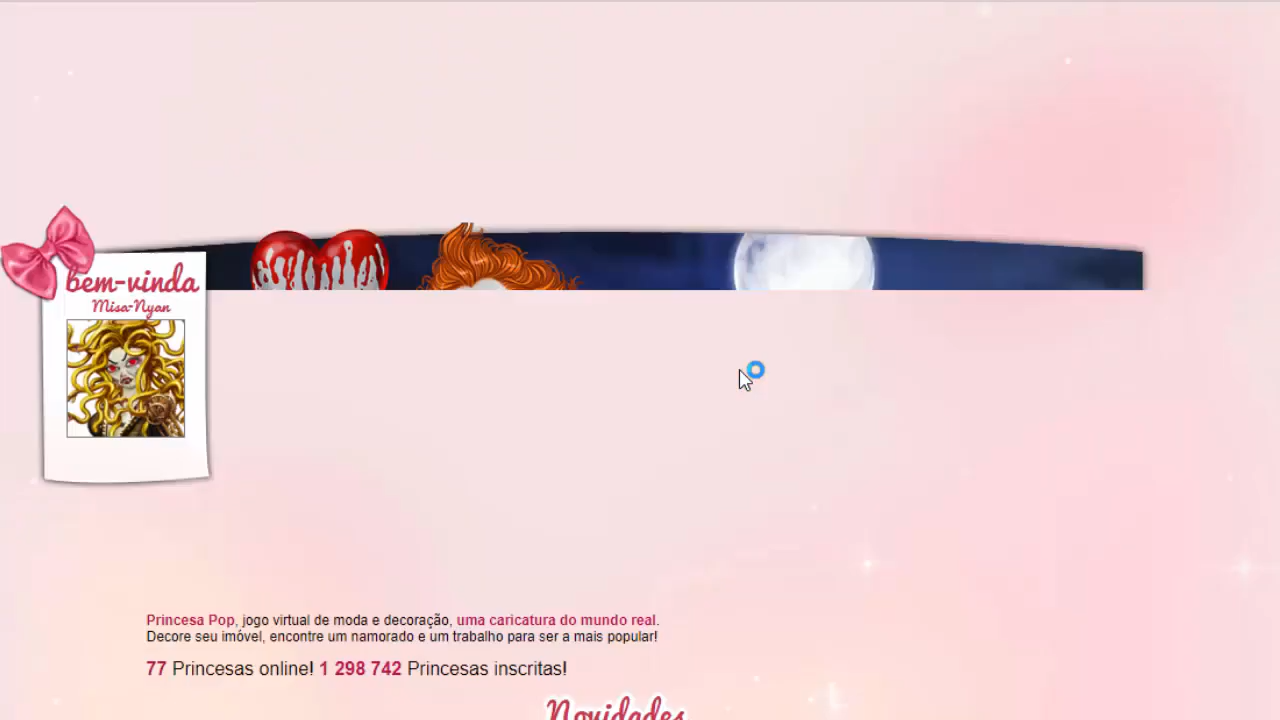 bem-vinda
Misa-Nyan
Princesa Pop, jogo virtual de moda e decoração, uma caricatura do mundo real.
Decore seu imóvel, encontre um namorado e um trabalho para ser a mais popular!
77 Princesas online! 1 298 742 Princesas inscritas!
Novidades